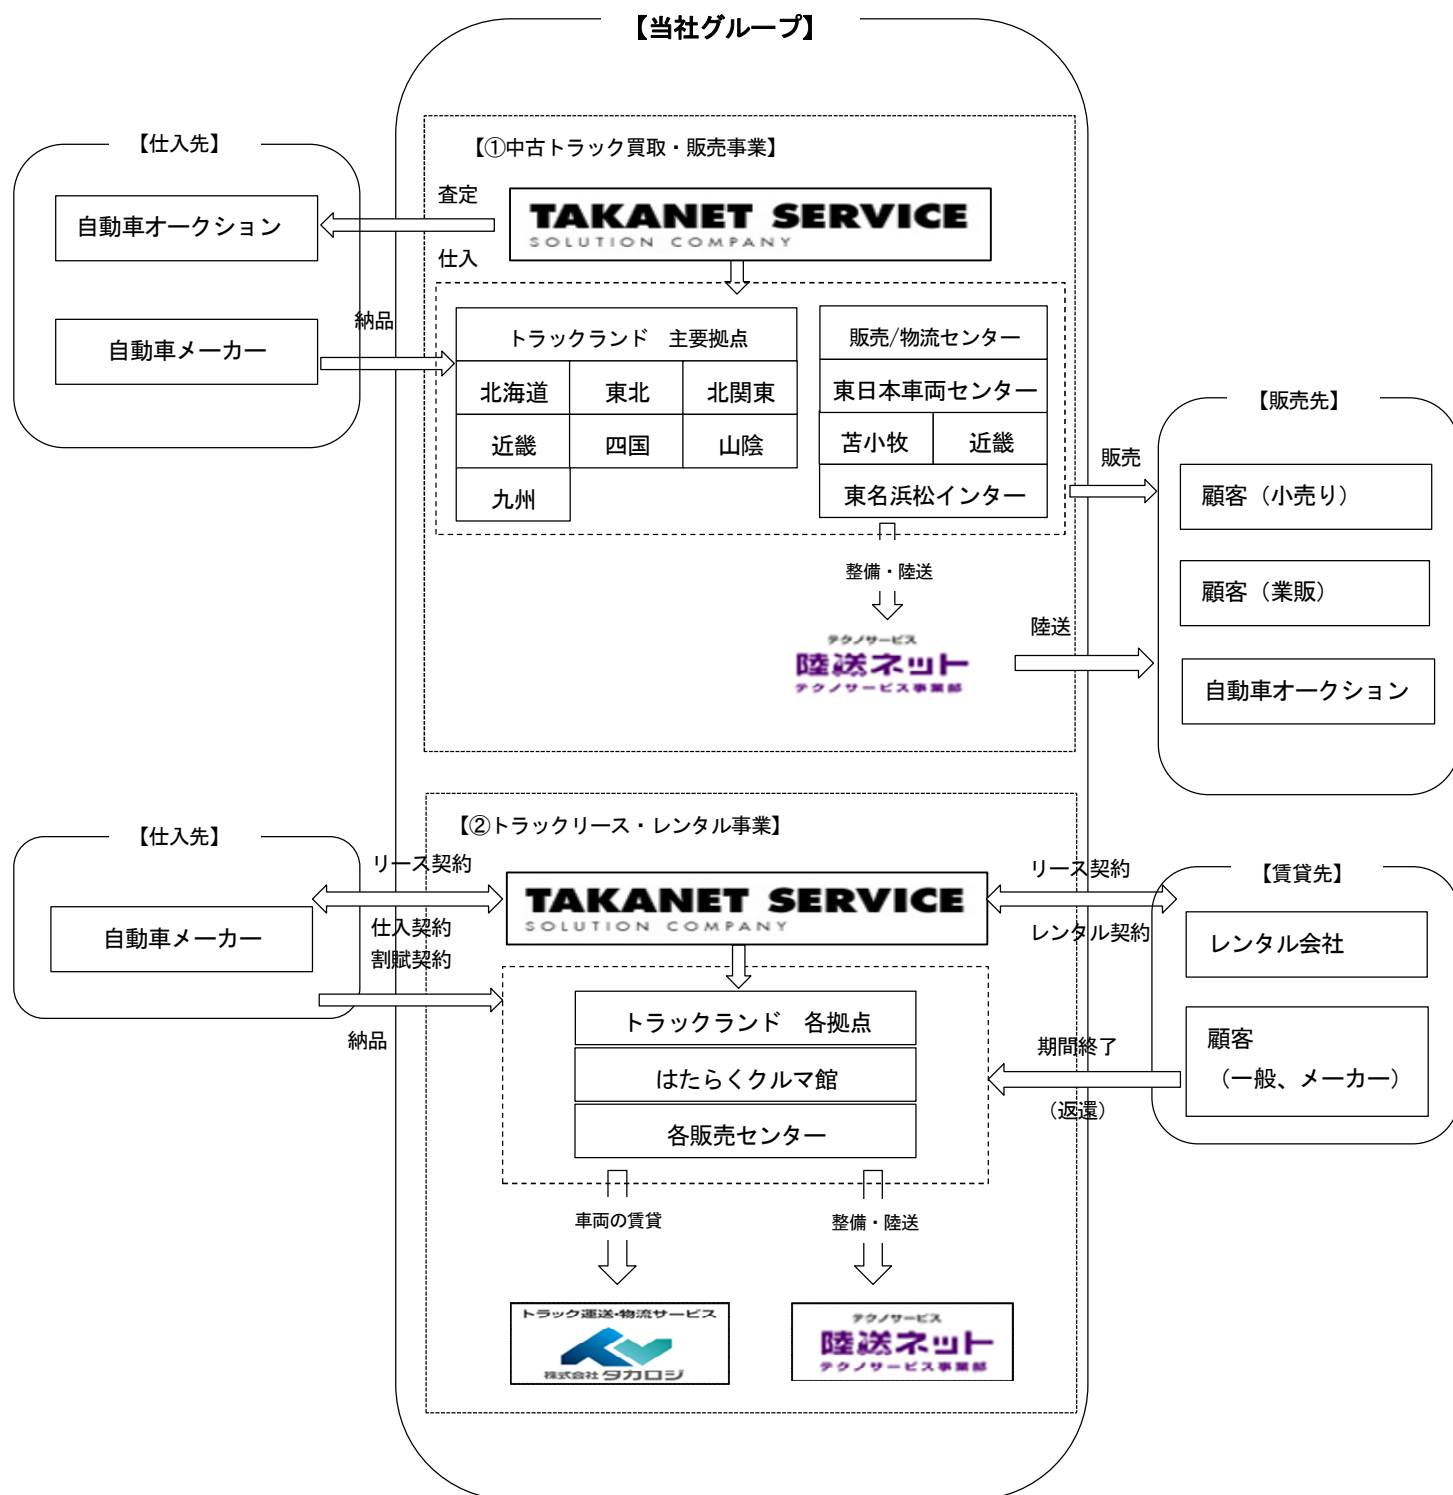 【当社グループ】
【仕入先】
自動車オークション
自動車メーカー
【①中古トラック買取・販売事業】
査定
仕入
納品
TAKANET SERVICE
SOLUTION COMPANY
トラックランド　主要拠点
北海道
東北
北関東
近畿
四国
山陰
九州
販売/物流センター
東日本車両センター
苫小牧
近畿
東名浜松インター
整備・陸送
テクノサービス
陸送ネット
テクノサービス事業部
販売
陸送
【販売先】
顧客（小売り）
顧客（業販）
自動車オークション
【仕入先】
自動車メーカー
【②トラックリース・レンタル事業】
リース契約
仕入契約
割賦契約
納品
TAKANET SERVICE
SOLUTION COMPANY
トラックランド　各拠点
はたらくクルマ館
各販売センター
リース契約
レンタル契約
期間終了
（返還）
【賃貸先】
レンタル会社
顧客
（一般、メーカー）
車両の賃貸
整備・陸送
トラック運送・物流サービス
株式会社 タカロジ
テクノサービス
陸送ネット
テクノサービス事業部